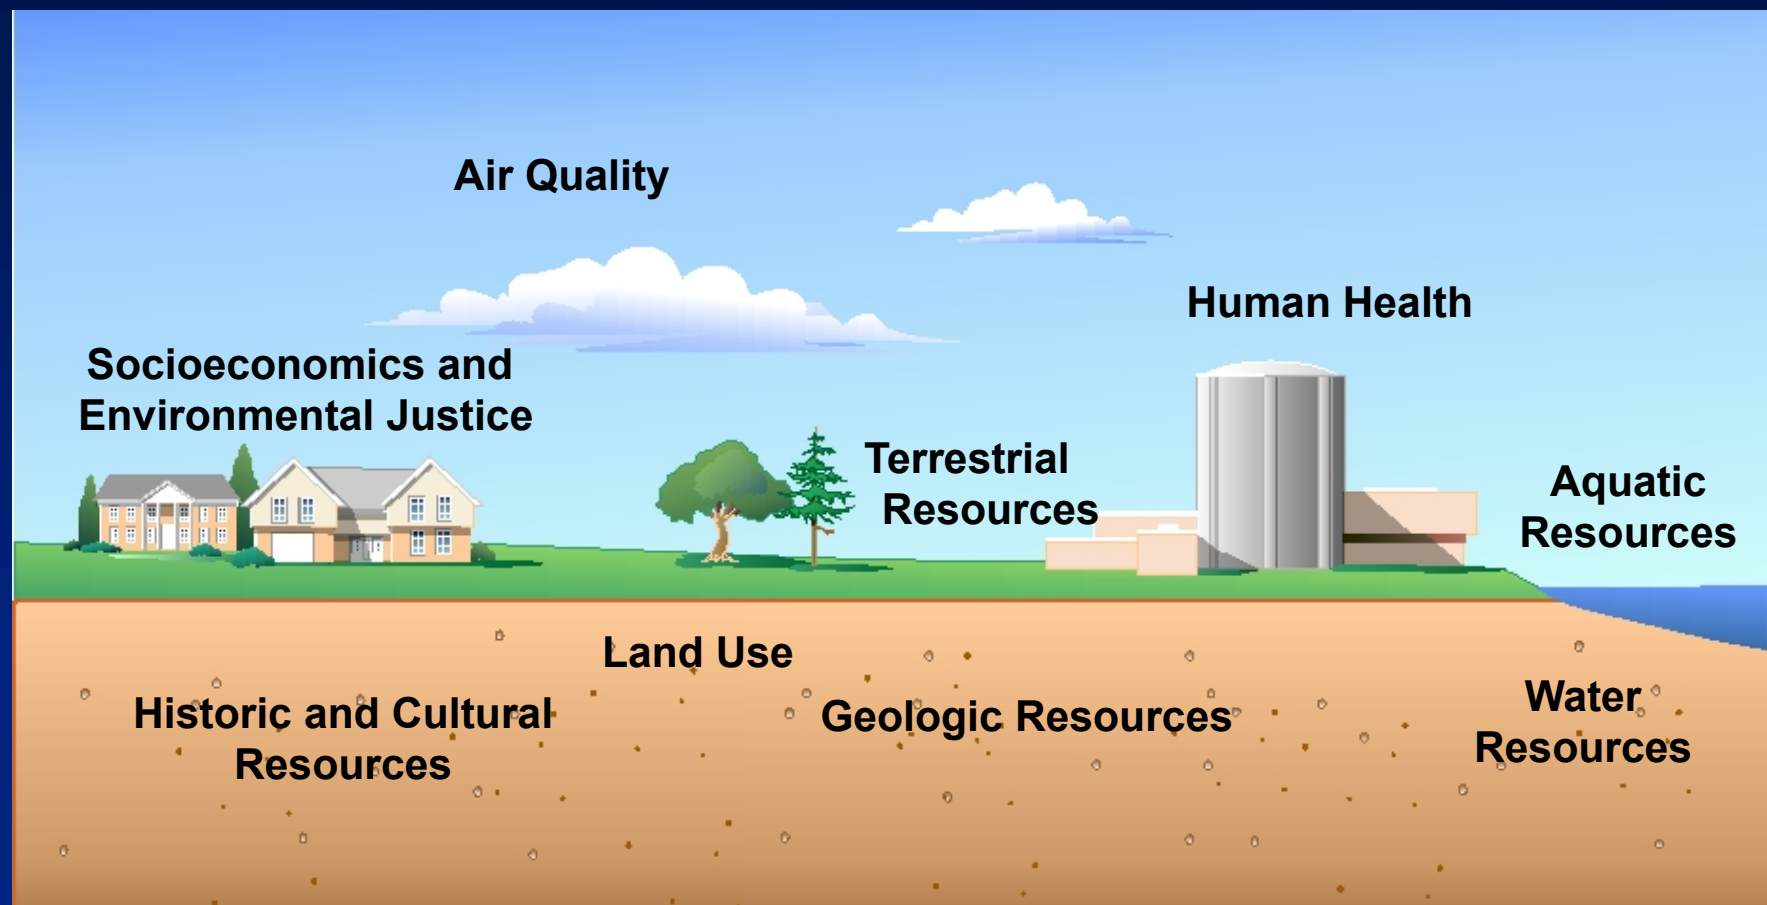 Air Quality
Human Health
Socioeconomics and
Environmental Justice
Terrestrial
Resources
Aquatic
Resources
Land Use
Historic and Cultural
Resources
Geologic Resources
Water
Resources